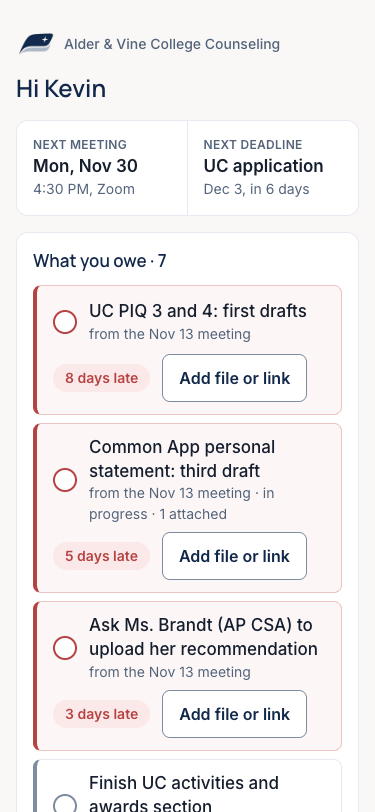 Alder & Vine College Counseling
Hi Kevin
NEXT MEETING
Mon, Nov 30
4:30 PM, Zoom
NEXT DEADLINE
UC application
Dec 3, in 6 days
What you owe · 7
UC PIQ 3 and 4: first drafts
from the Nov 13 meeting
8 days late
Add file or link
Common App personal
statement: third draft
from the Nov 13 meeting · in
progress · 1 attached
5 days late
Add file or link
Ask Ms. Brandt (AP CSA) to
upload her recommendation
from the Nov 13 meeting
3 days late
Add file or link
Finish UC activities and
awards section